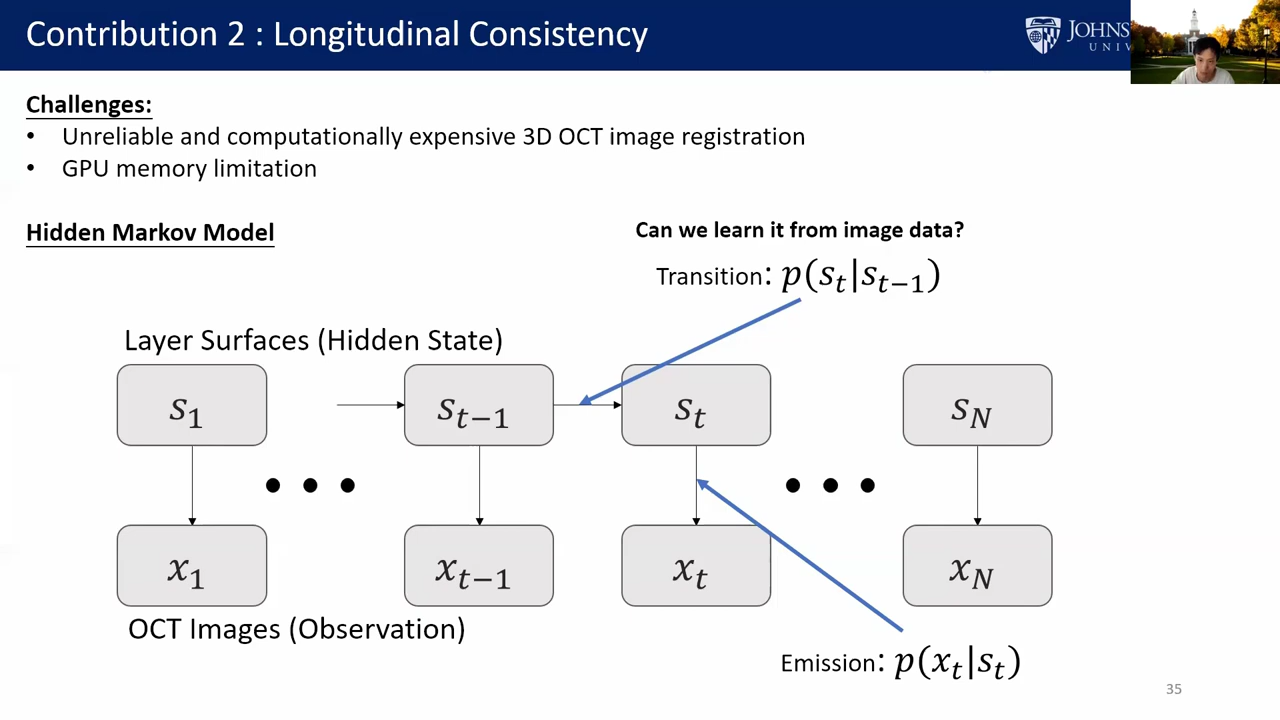 Contribution 2 : Longitudinal Consistency
JOHNS
UNIV
Challenges:
• Unreliable and computationally expensive 3D OCT image registration
• GPU memory limitation
Hidden Markov Model
Can we learn it from image data?
Transition: p(s_t|s_{t−1})
Layer Surfaces (Hidden State)
s_1 s_{t−1} s_t s_N
x_1 x_{t−1} x_t x_N
OCT Images (Observation)
Emission: p(x_t|s_t)
35